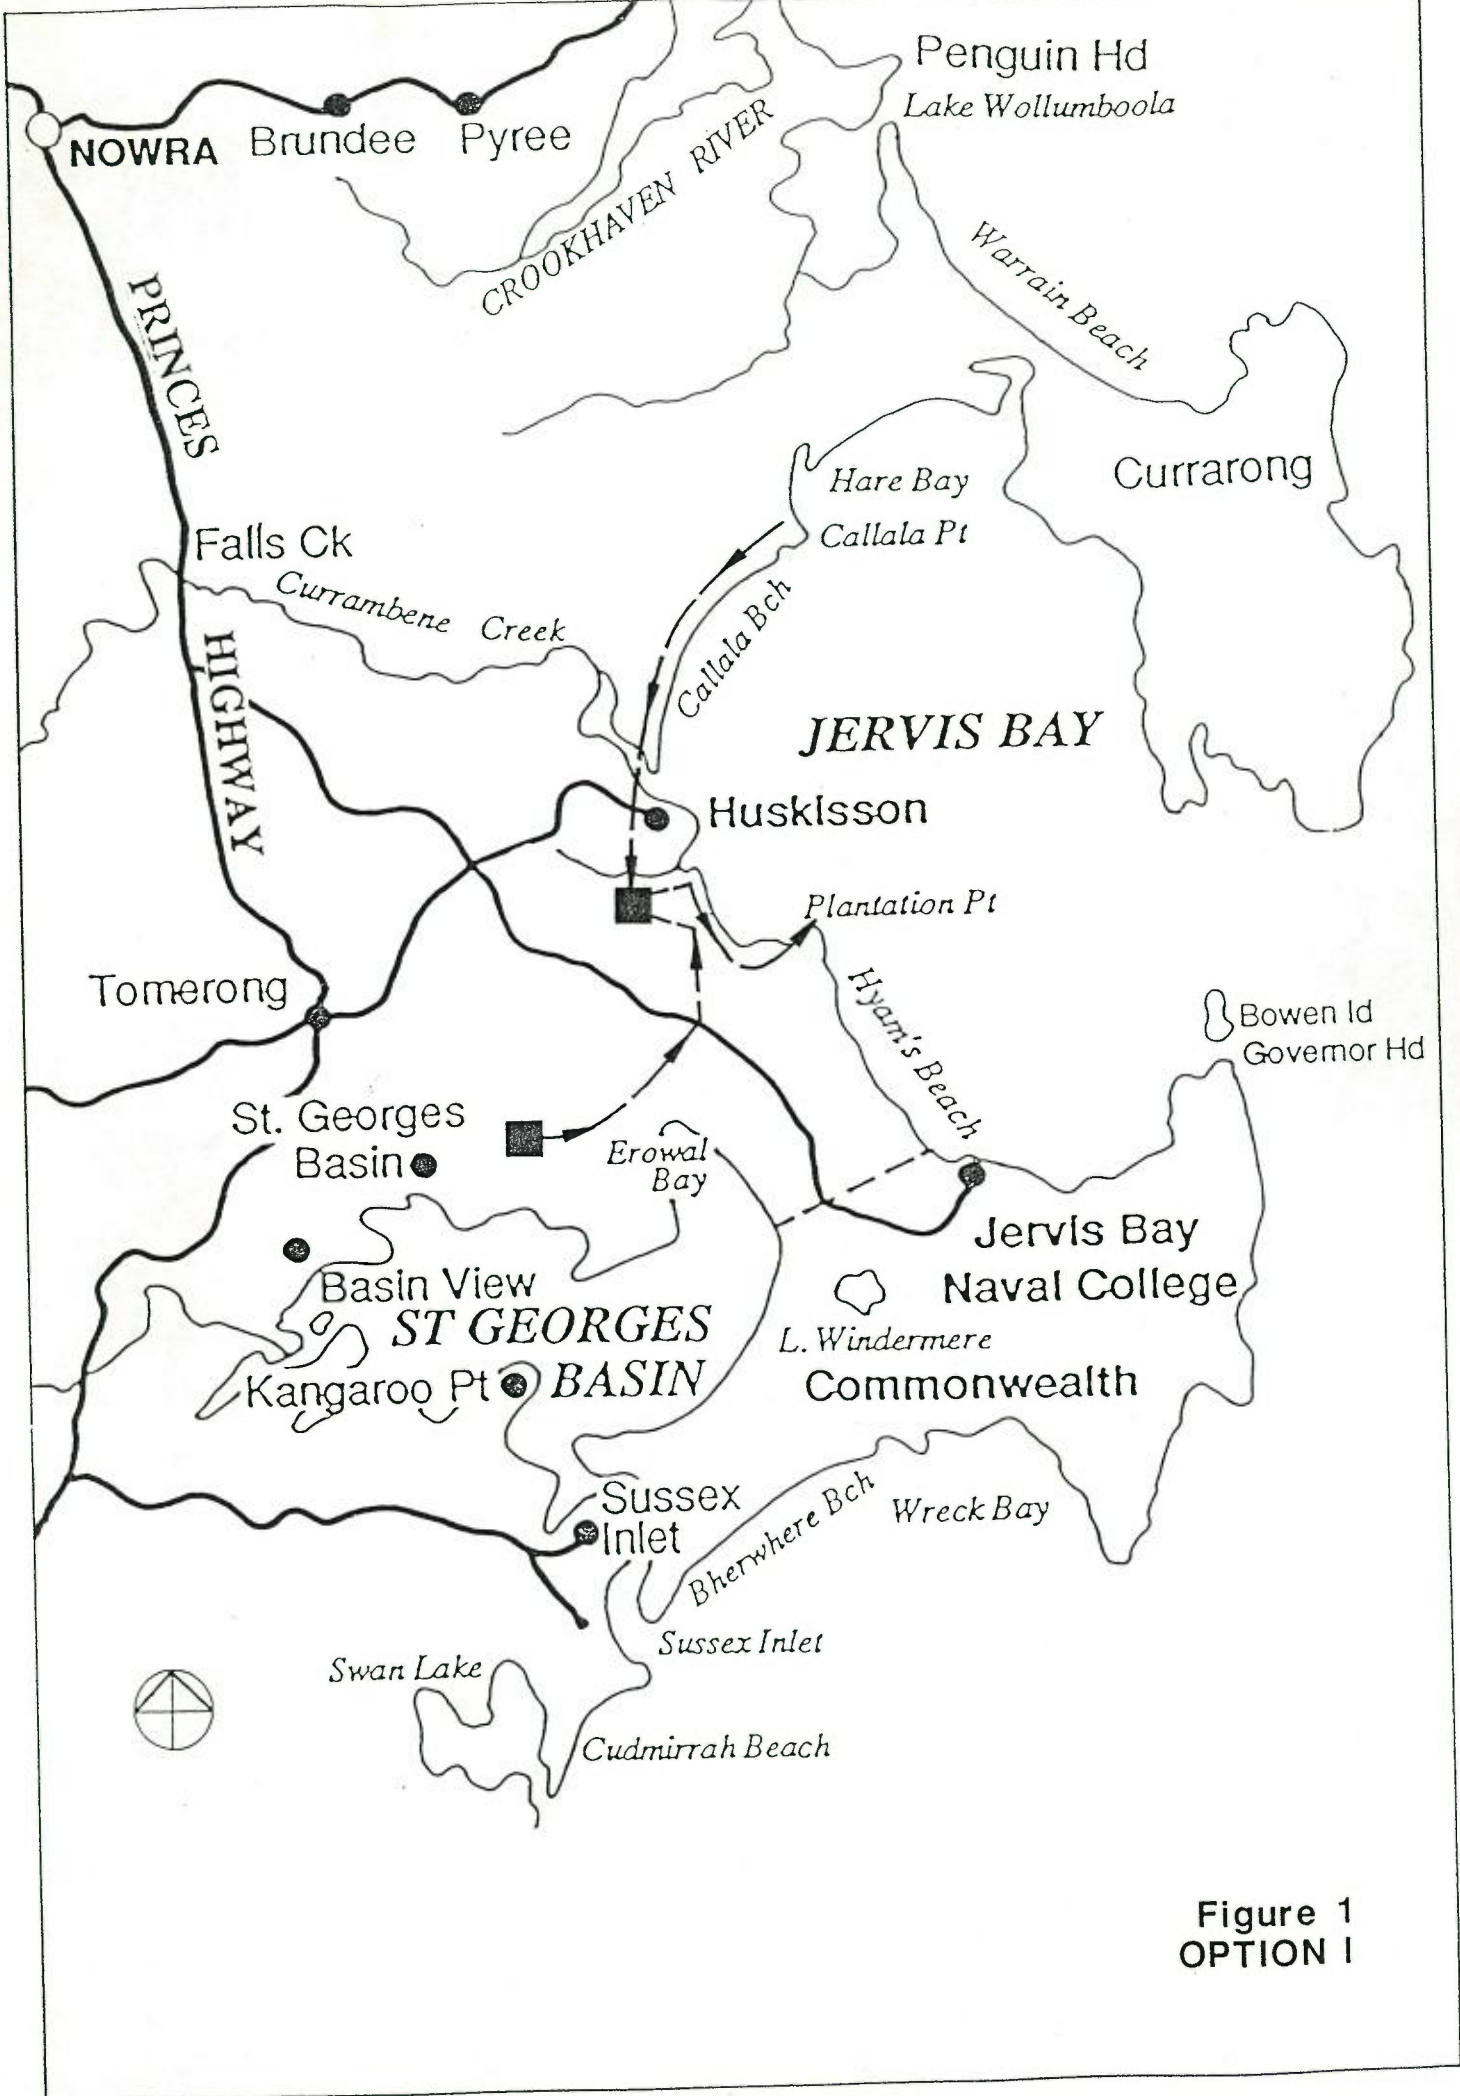 Penguin Hd
Lake Wollumboola
NOWRA
Brundee
Pyree
CROOKHAVEN RIVER
Warrain Beach
PRINCES
HIGHWAY
Currarong
Hare Bay
Callala Pt
Falls Ck
Currambene Creek
Callala Bch
JERVIS BAY
Huskisson
Plantation Pt
Tomerong
Hyam's Beach
Bowen Id
Governor Hd
St. Georges
Basin
Erowal
Bay
Jervis Bay
Naval College
Basin View
ST GEORGES
BASIN
L. Windermere
Kangaroo Pt
Commonwealth
Sussex
Inlet
Bherwhere Bch
Wreck Bay
Sussex Inlet
Swan Lake
Cudmirrah Beach
Figure 1
OPTION I